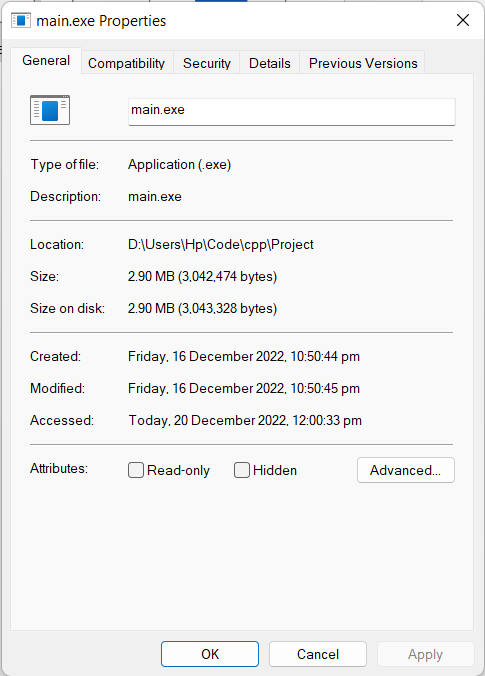 main.exe Properties
General Compatibility Security Details Previous Versions
main.exe
Type of file: Application (.exe)
Description: main.exe
Location: D:\Users\Hp\Code\cpp\Project
Size: 2.90 MB (3,042,474 bytes)
Size on disk: 2.90 MB (3,043,328 bytes)
Created: Friday, 16 December 2022, 10:50:44 pm
Modified: Friday, 16 December 2022, 10:50:45 pm
Accessed: Today, 20 December 2022, 12:00:33 pm
Attributes: Read-only Hidden Advanced...
OK Cancel Apply